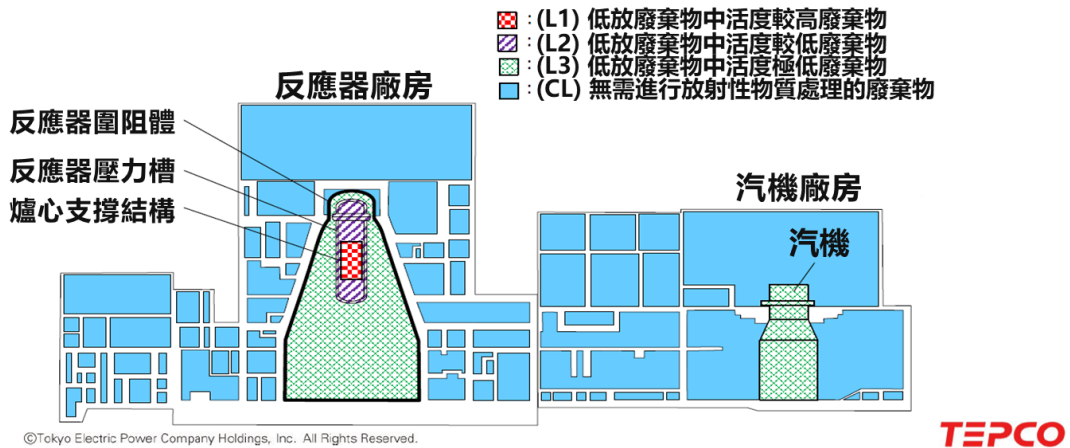 :(L1) 低放廢棄物中活度較高廢棄物
:(L2) 低放廢棄物中活度較低廢棄物
:(L3) 低放廢棄物中活度極低廢棄物
:(CL) 無需進行放射性物質處理的廢棄物
反應器廠房
反應器圍阻體
反應器壓力槽
爐心支撐結構
汽機廠房
汽機
©Tokyo Electric Power Company Holdings, Inc. All Rights Reserved.
TEPCO